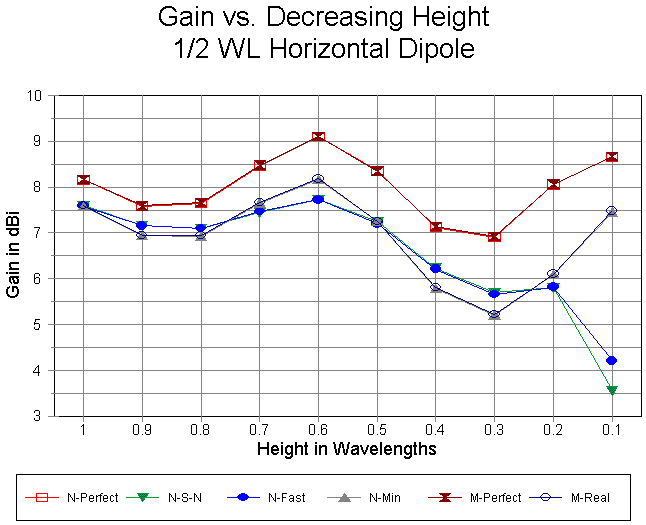 Gain vs. Decreasing Height
1/2 WL Horizontal Dipole
10
9
8
7
6
5
4
3
Gain in dBi
1 0.9 0.8 0.7 0.6 0.5 0.4 0.3 0.2 0.1
Height in Wavelengths
N-Perfect N-S-N N-Fast N-Min M-Perfect M-Real